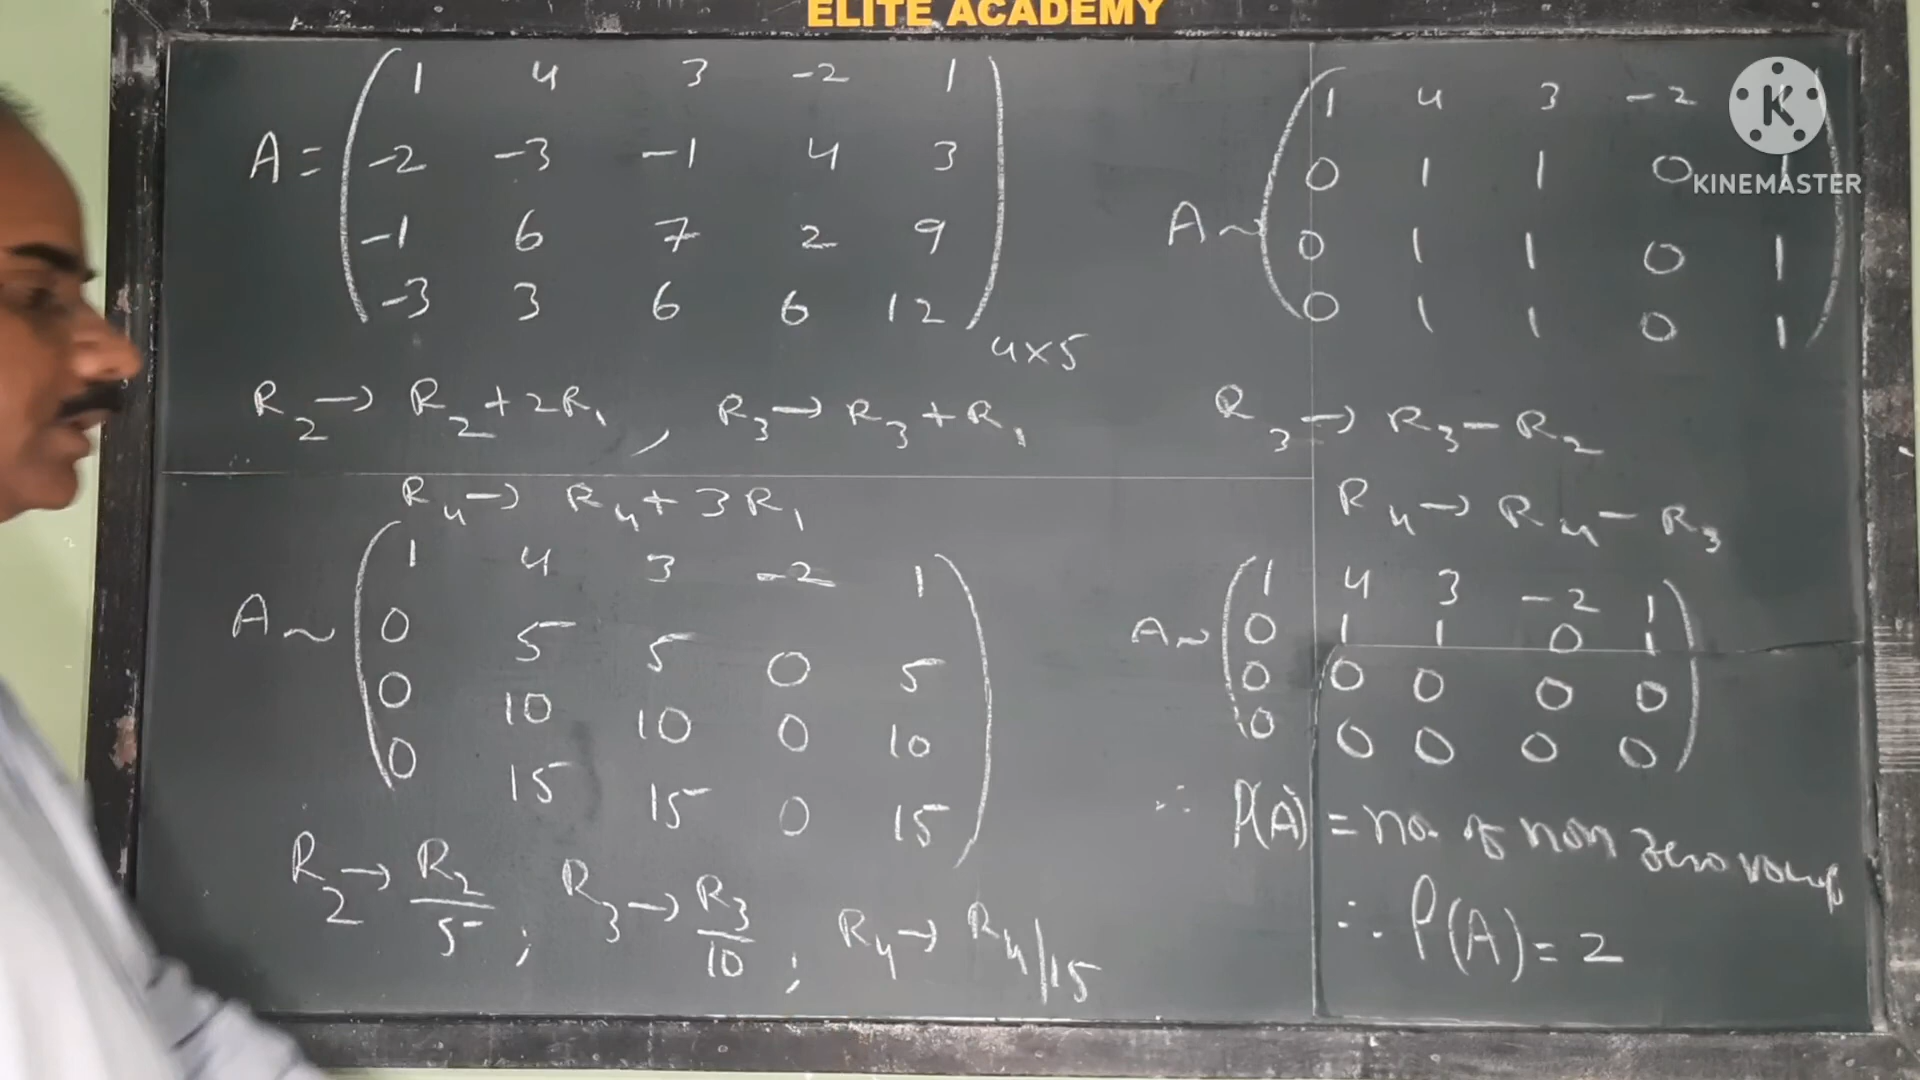 ELITE ACADEMY
A = ( 1 4 3 -2 1
-2 -3 -1 4 3
-1 6 7 2 9
-3 3 6 6 12 ) 4×5
R2 → R2 + 2R1 , R3 → R3 + R1
R4 → R4 + 3R1
A ~ ( 1 4 3 -2 1
0 5 5 0 5
0 10 10 0 10
0 15 15 0 15 )
R2 → R2/5 ; R3 → R3/10 ; R4 → R4/15
A ~ ( 1 4 3 -2 1
0 1 1 0 1
0 1 1 0 1
0 1 1 0 1 )
KINEMASTER
R3 → R3 - R2
R4 → R4 - R3
A ~ ( 1 4 3 -2 1
0 1 1 0 1
0 0 0 0 0
0 0 0 0 0 )
∴ ρ(A) = no. of non zero
∴ ρ(A) = 2